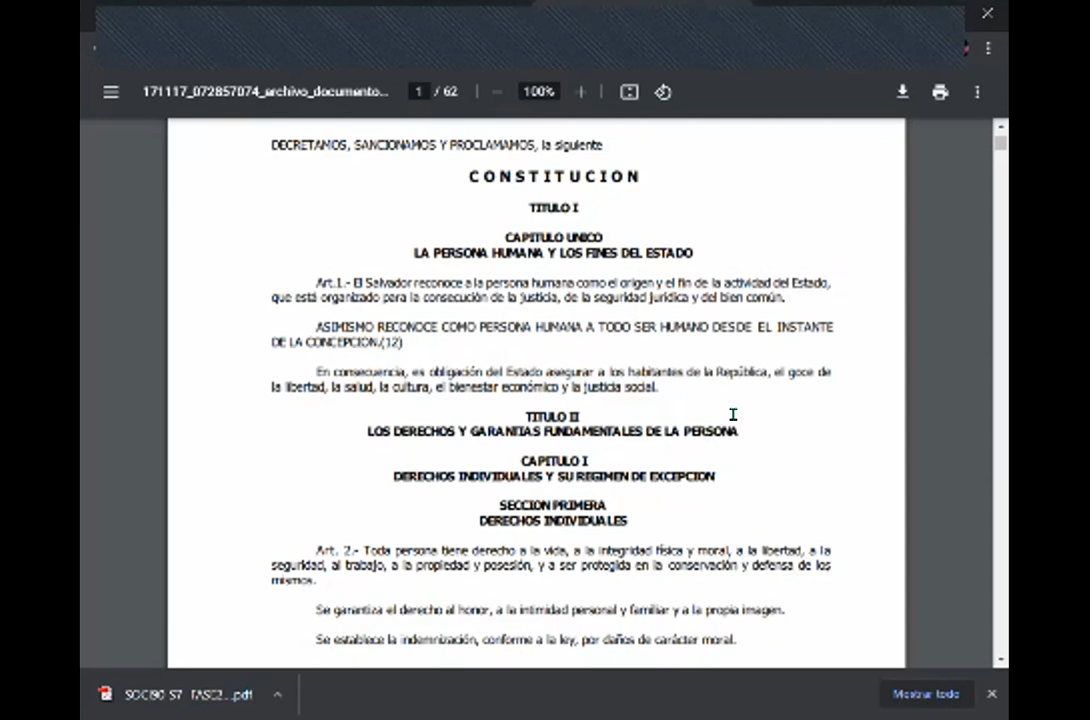 171117_072857074_archivo_documento...
1 / 62
100%
DECRETAMOS, SANCIONAMOS Y PROCLAMAMOS, la siguiente
CONSTITUCION
TITULO I
CAPITULO UNICO
LA PERSONA HUMANA Y LOS FINES DEL ESTADO
Art.1.- El Salvador reconoce a la persona humana como el origen y el fin de la actividad del Estado,
que está organizado para la consecución de la justicia, de la seguridad jurídica y del bien común.
ASIMISMO RECONOCE COMO PERSONA HUMANA A TODO SER HUMANO DESDE EL INSTANTE
DE LA CONCEPCION.(12)
En consecuencia, es obligación del Estado asegurar a los habitantes de la República, el goce de
la libertad, la salud, la cultura, el bienestar económico y la justicia social.
TITULO II
LOS DERECHOS Y GARANTIAS FUNDAMENTALES DE LA PERSONA
CAPITULO I
DERECHOS INDIVIDUALES Y SU REGIMEN DE EXCEPCION
SECCION PRIMERA
DERECHOS INDIVIDUALES
Art. 2.- Toda persona tiene derecho a la vida, a la integridad física y moral, a la libertad, a la
seguridad, al trabajo, a la propiedad y posesión, y a ser protegida en la conservación y defensa de los
mismos.
Se garantiza el derecho al honor, a la intimidad personal y familiar y a la propia imagen.
Se establece la indemnización, conforme a la ley, por daños de carácter moral.
Mostrar todo